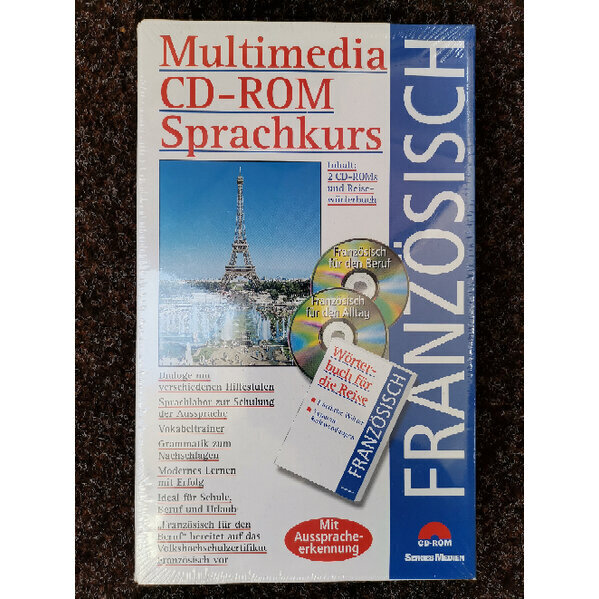 Multimedia
CD-ROM
Sprachkurs
FRANZÖSISCH
Inhalt:
2 CD-ROMs
und Reise-
wörterbuch
Französisch
für den Beruf
Französisch
für den Alltag
Wörter-
buch für
die Reise
FRANZÖSISCH
Dialoge mit
verschiedenen Hilfestufen
Sprachlabor zur Schulung
der Aussprache
Vokabeltrainer
Grammatik zum
Nachschlagen
Modernes Lernen
mit Erfolg
Ideal für Schule,
Beruf und Urlaub
„Französisch für den
Beruf" bereitet auf das
Volkshochschulzertifikat
Französisch vor
Mit
Aussprache-
erkennung
CD-ROM
SERGES MEDIEN